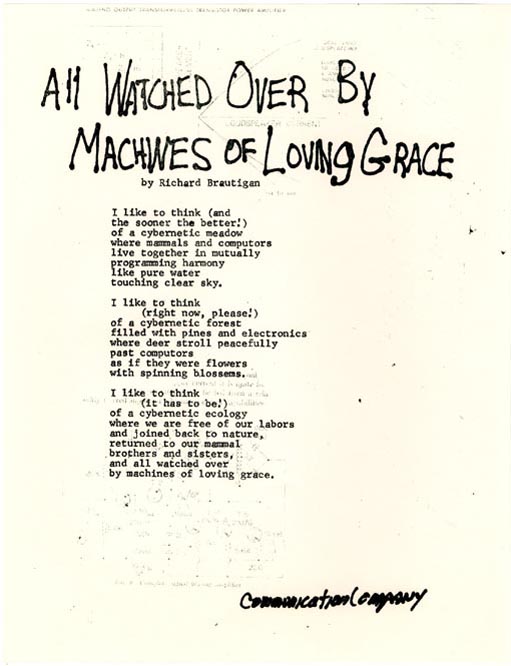 ALL WATCHED OVER BY
MACHINES OF LOVING GRACE
by Richard Brautigan
I like to think (and
the sooner the better!)
of a cybernetic meadow
where mammals and computors
live together in mutually
programming harmony
like pure water
touching clear sky.
I like to think
(right now, please!)
of a cybernetic forest
filled with pines and electronics
where deer stroll peacefully
past computors
as if they were flowers
with spinning blossoms.
I like to think
(it has to be!)
of a cybernetic ecology
where we are free of our labors
and joined back to nature,
returned to our mammal
brothers and sisters,
and all watched over
by machines of loving grace.
Communication Company